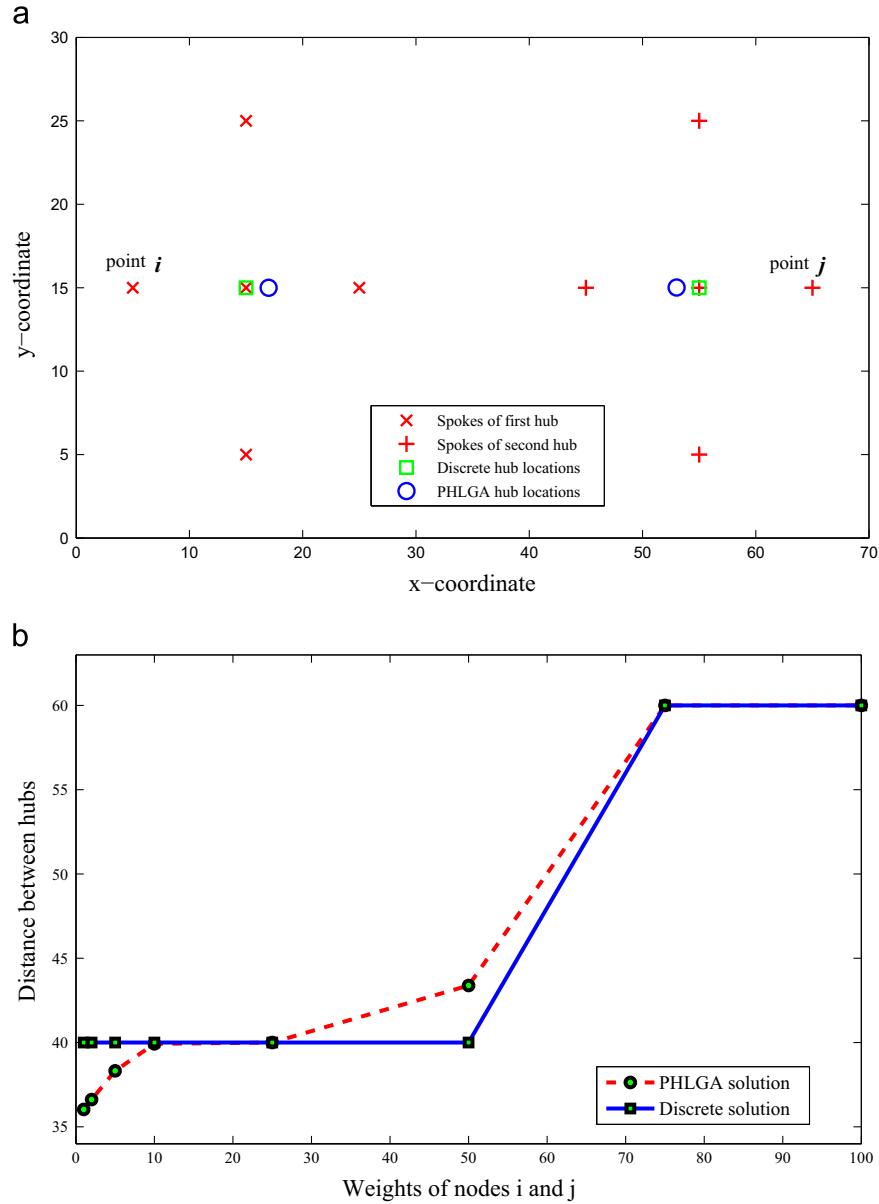 a
30
25
20
15
10
5
0
y−coordinate
point i
point j
Spokes of first hub
Spokes of second hub
Discrete hub locations
PHLGA hub locations
0 10 20 30 40 50 60 70
x−coordinate
b
60
55
50
45
40
35
Distance between hubs
PHLGA solution
Discrete solution
0 10 20 30 40 50 60 70 80 90 100
Weights of nodes i and j